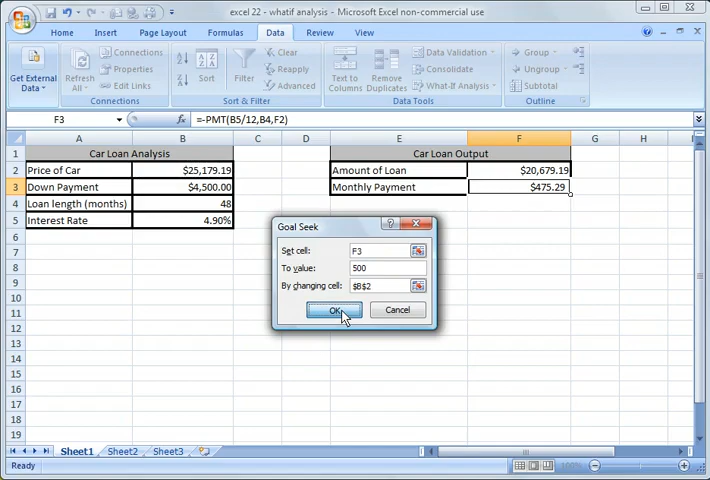 excel 22 - whatif analysis - Microsoft Excel non-commercial use
Home Insert Page Layout Formulas Data Review View
Get External Data
Refresh All
Connections
Properties
Edit Links
Connections
Sort
Filter
Clear
Reapply
Advanced
Sort & Filter
Text to Columns
Remove Duplicates
Data Validation
Consolidate
What-If Analysis
Data Tools
Group
Ungroup
Subtotal
Outline
F3 fx =-PMT(B5/12,B4,F2)
A B C D E F G H I
1 Car Loan Analysis Car Loan Output
2 Price of Car $25,179.19 Amount of Loan $20,679.19
3 Down Payment $4,500.00 Monthly Payment $475.29
4 Loan length (months) 48
5 Interest Rate 4.90%
6
7
8
9
10
11
12
13
14
15
16
17
18
19
Goal Seek
Set cell: F3
To value: 500
By changing cell: $B$2
OK Cancel
Sheet1 Sheet2 Sheet3
Ready 100%